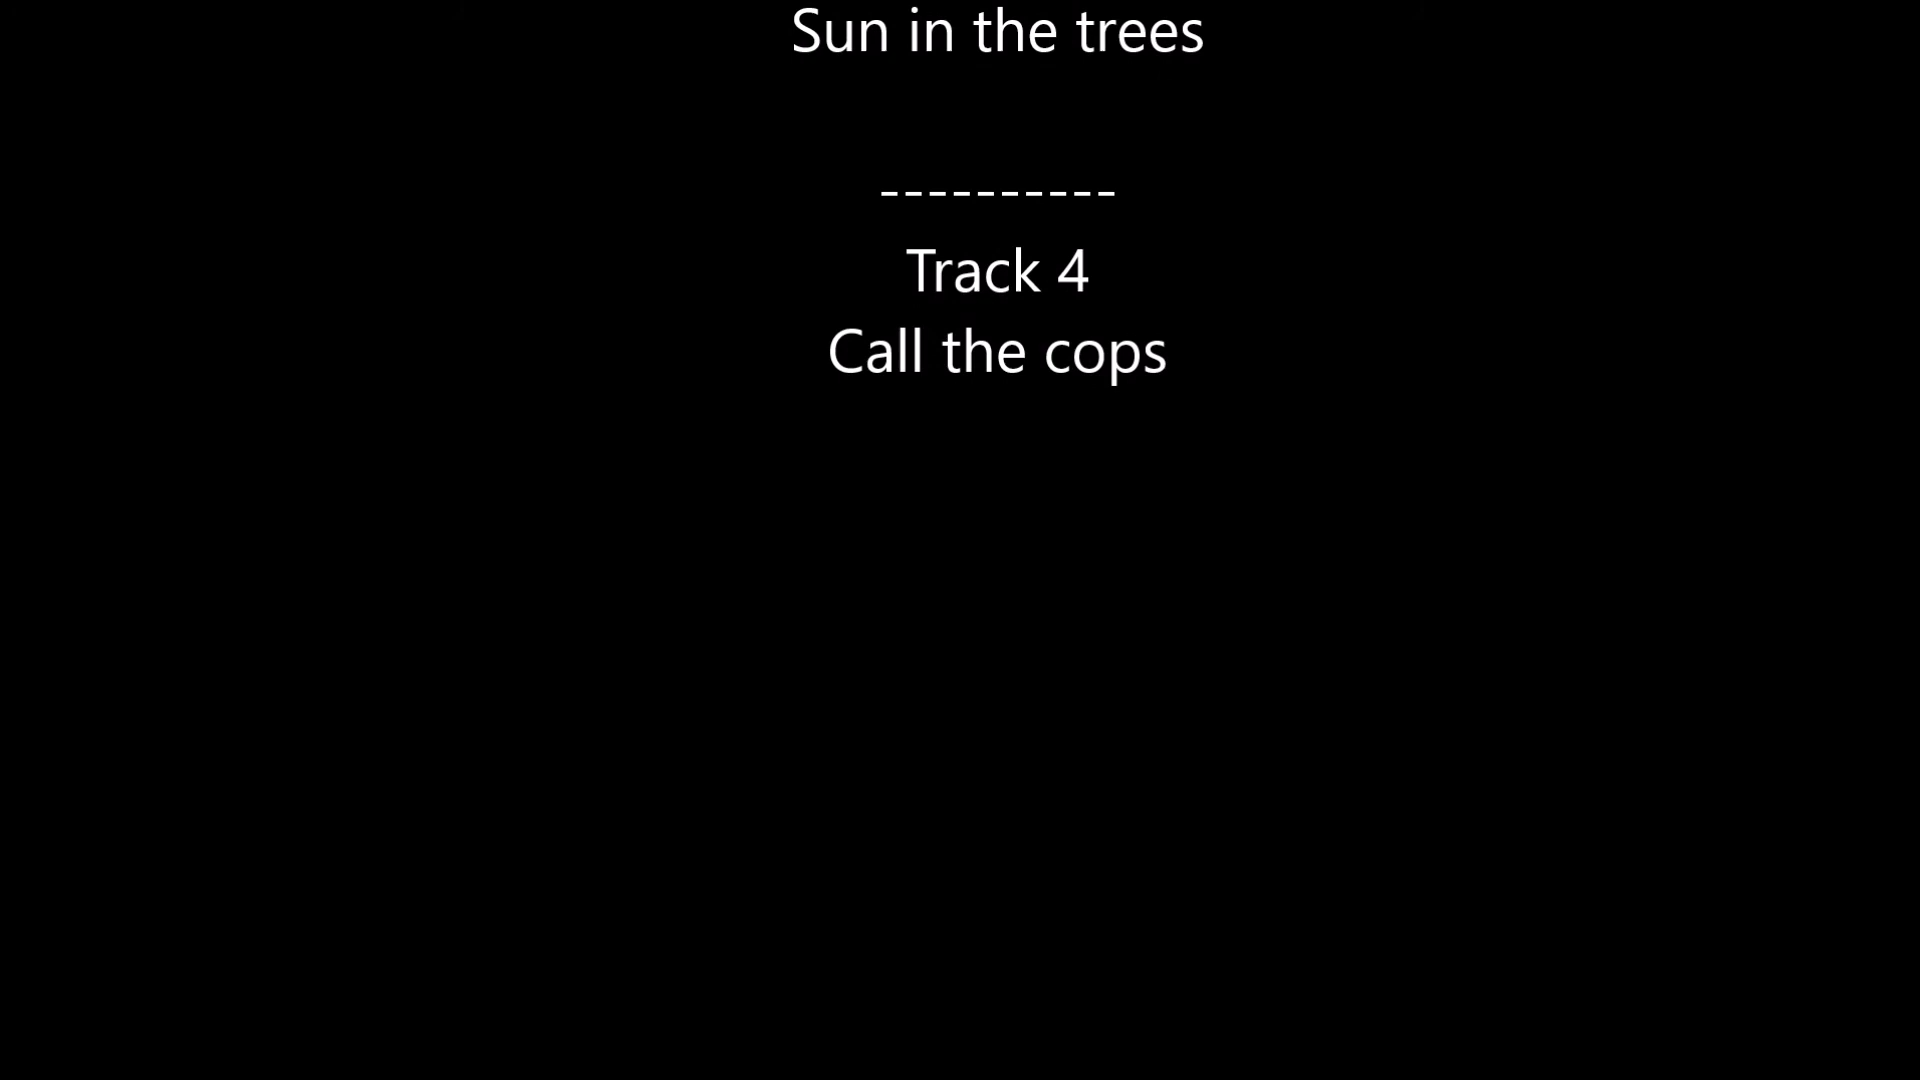 Sun in the trees
----------
Track 4
Call the cops